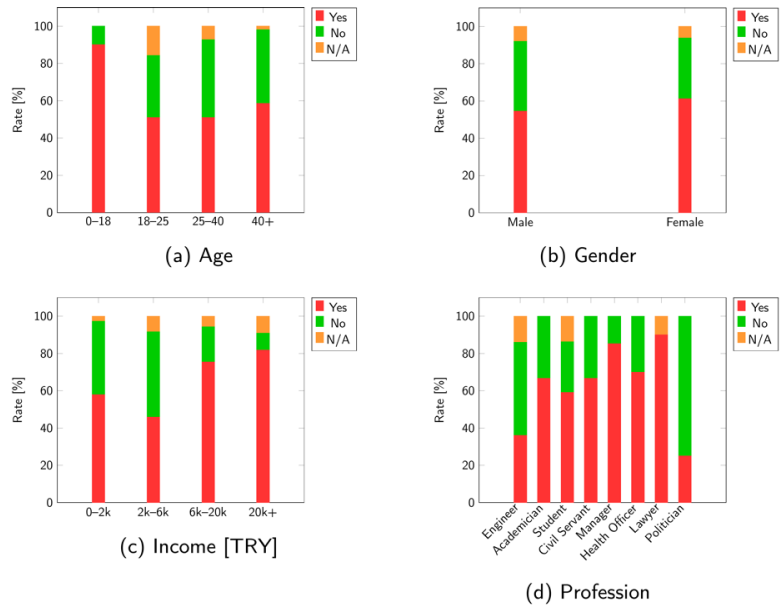 Yes
No
N/A
100
80
60
40
20
0
Rate [%]
0–18 18–25 25–40 40+
(a) Age
Yes
No
N/A
100
80
60
40
20
0
Rate [%]
Male Female
(b) Gender
Yes
No
N/A
100
80
60
40
20
0
Rate [%]
0–2k 2k–6k 6k–20k 20k+
(c) Income [TRY]
Yes
No
N/A
100
80
60
40
20
0
Rate [%]
Engineer
Academician
Student
Civil Servant
Manager
Health Officer
Lawyer
Politician
(d) Profession